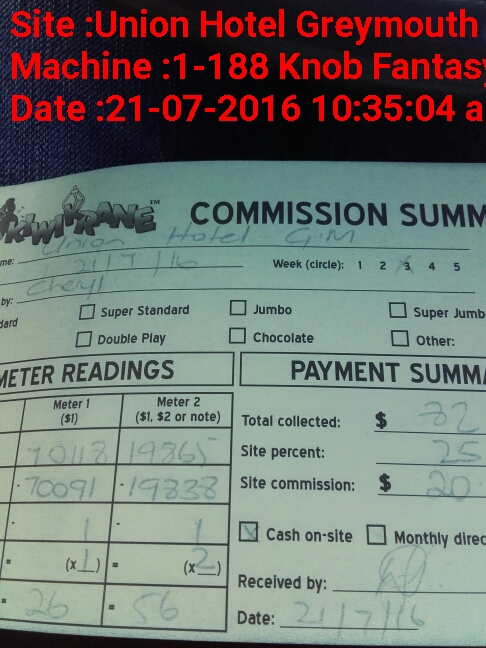 Site :Union Hotel Greymouth
Machine :1-188 Knob Fantasy
Date :21-07-2016 10:35:04 a
KIWIKRANE™
COMMISSION SUMM
me: Union Hotel G.M
21/7/16 Week (circle): 1 2 3 4 5
by: Cheryl
dard Super Standard Jumbo Super Jumb
Double Play Chocolate Other:
METER READINGS PAYMENT SUMMA
Meter 1 Meter 2
($1) ($1, $2 or note)
Total collected: $ 82
70118 19865 Site percent: 25
70091 19838 Site commission: $ 20
- 1 - 1
Cash on-site Monthly direc
= (x 1) = (x 2)
Received by:
= 26 = 56
Date: 21/7/16